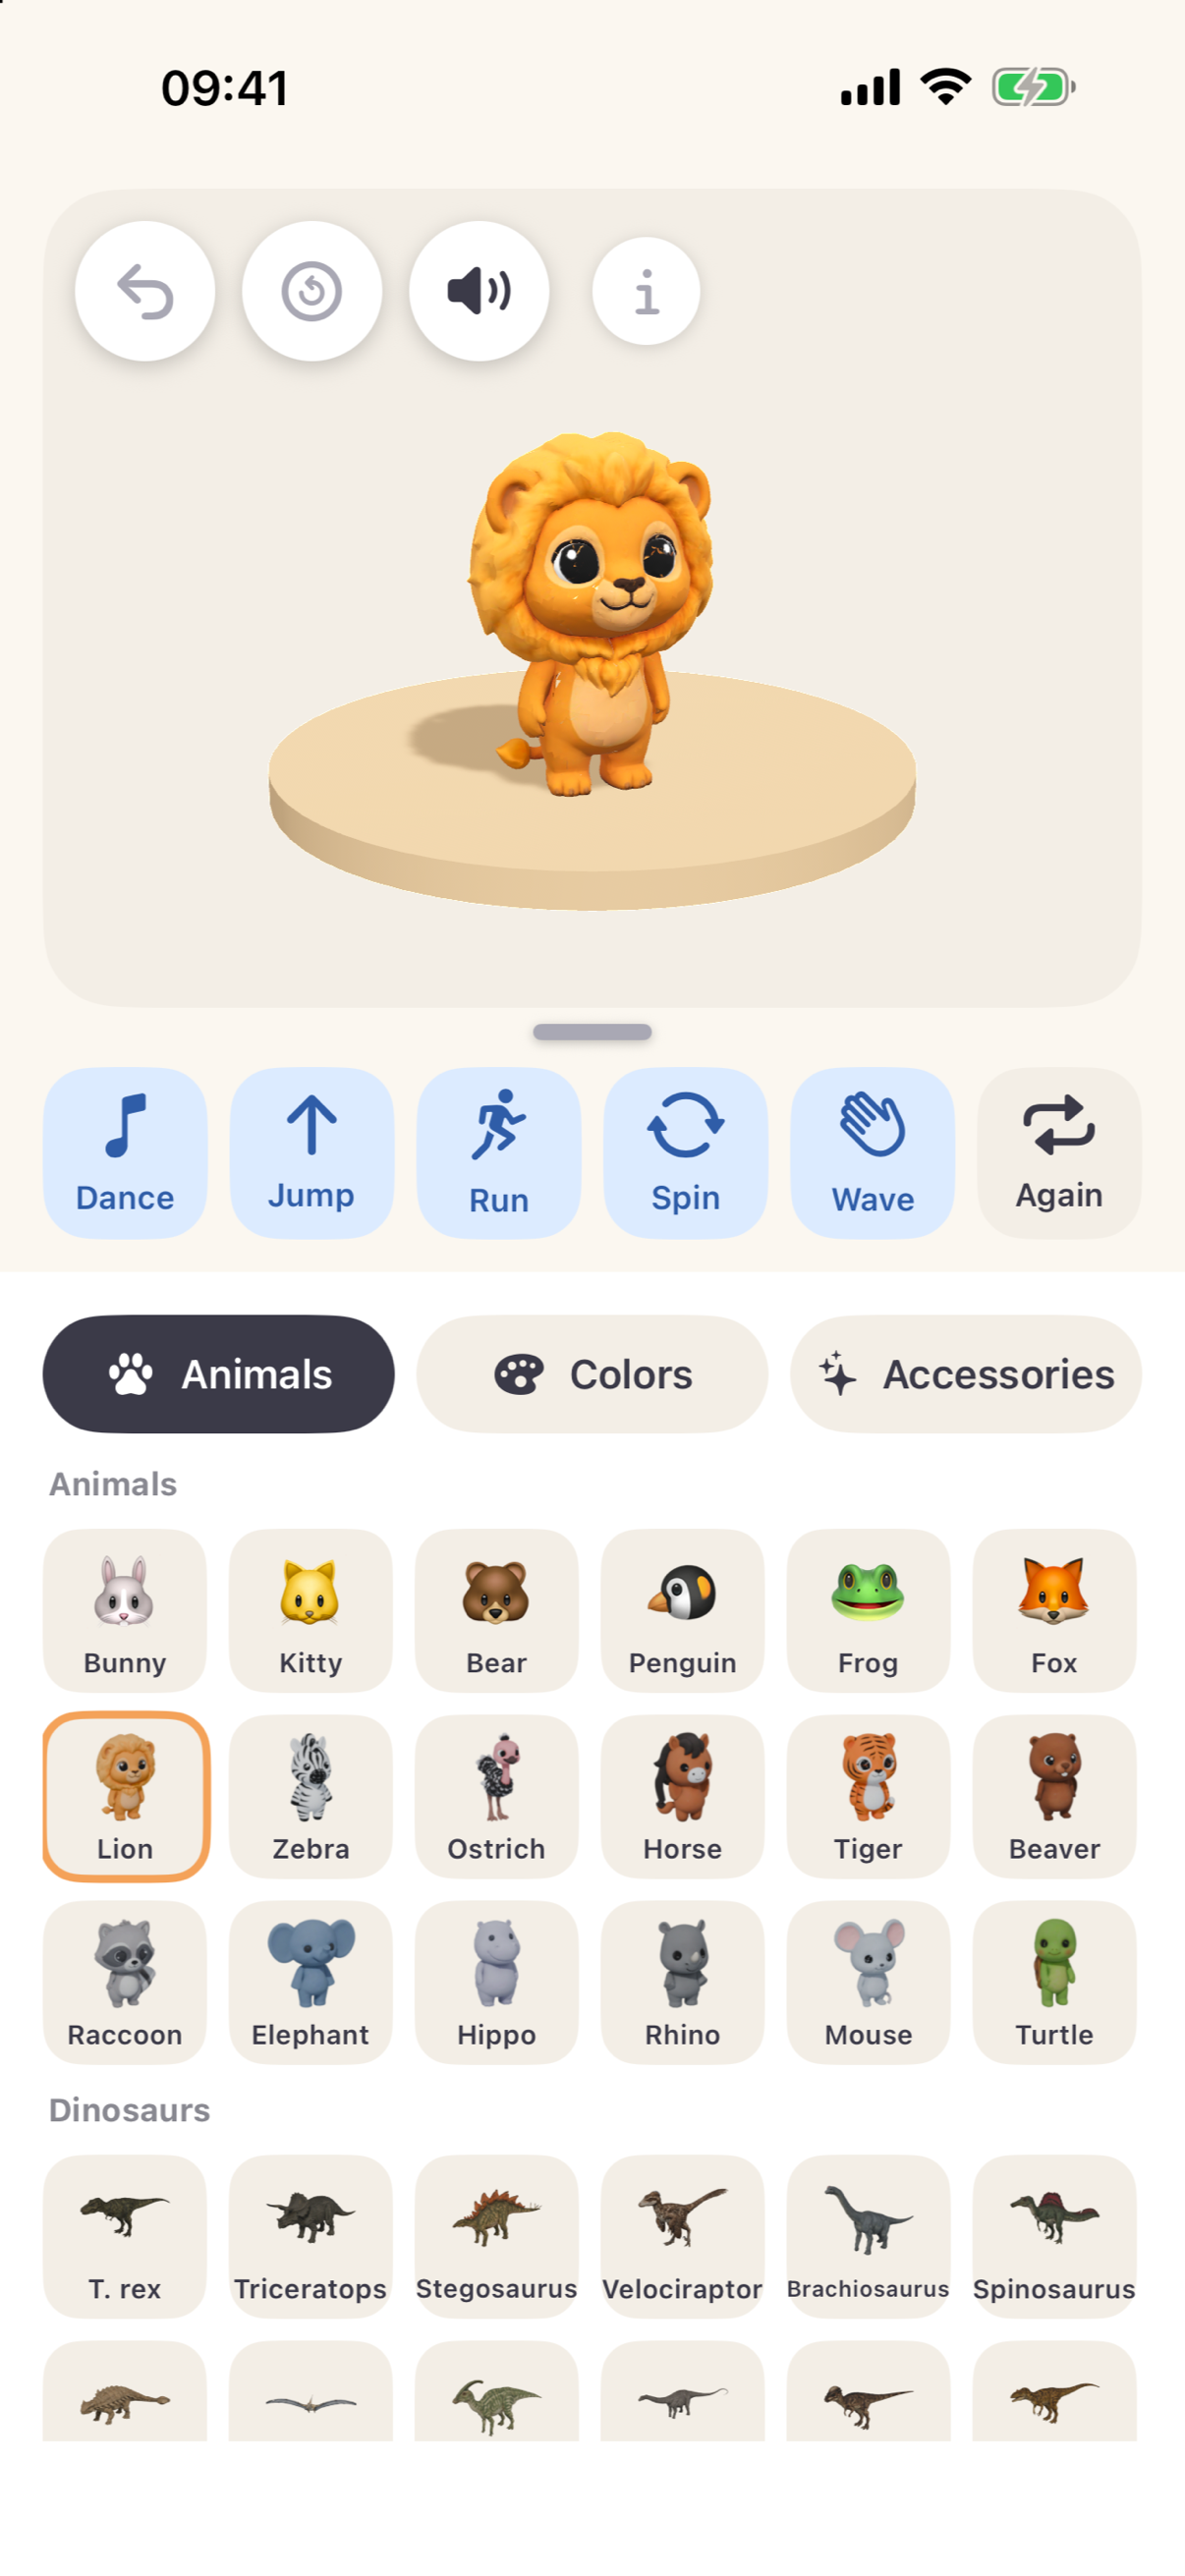 09:41
Dance Jump Run Spin Wave Again
Animals Colors Accessories
Animals
Bunny Kitty Bear Penguin Frog Fox
Lion Zebra Ostrich Horse Tiger Beaver
Raccoon Elephant Hippo Rhino Mouse Turtle
Dinosaurs
T. rex Triceratops Stegosaurus Velociraptor Brachiosaurus Spinosaurus